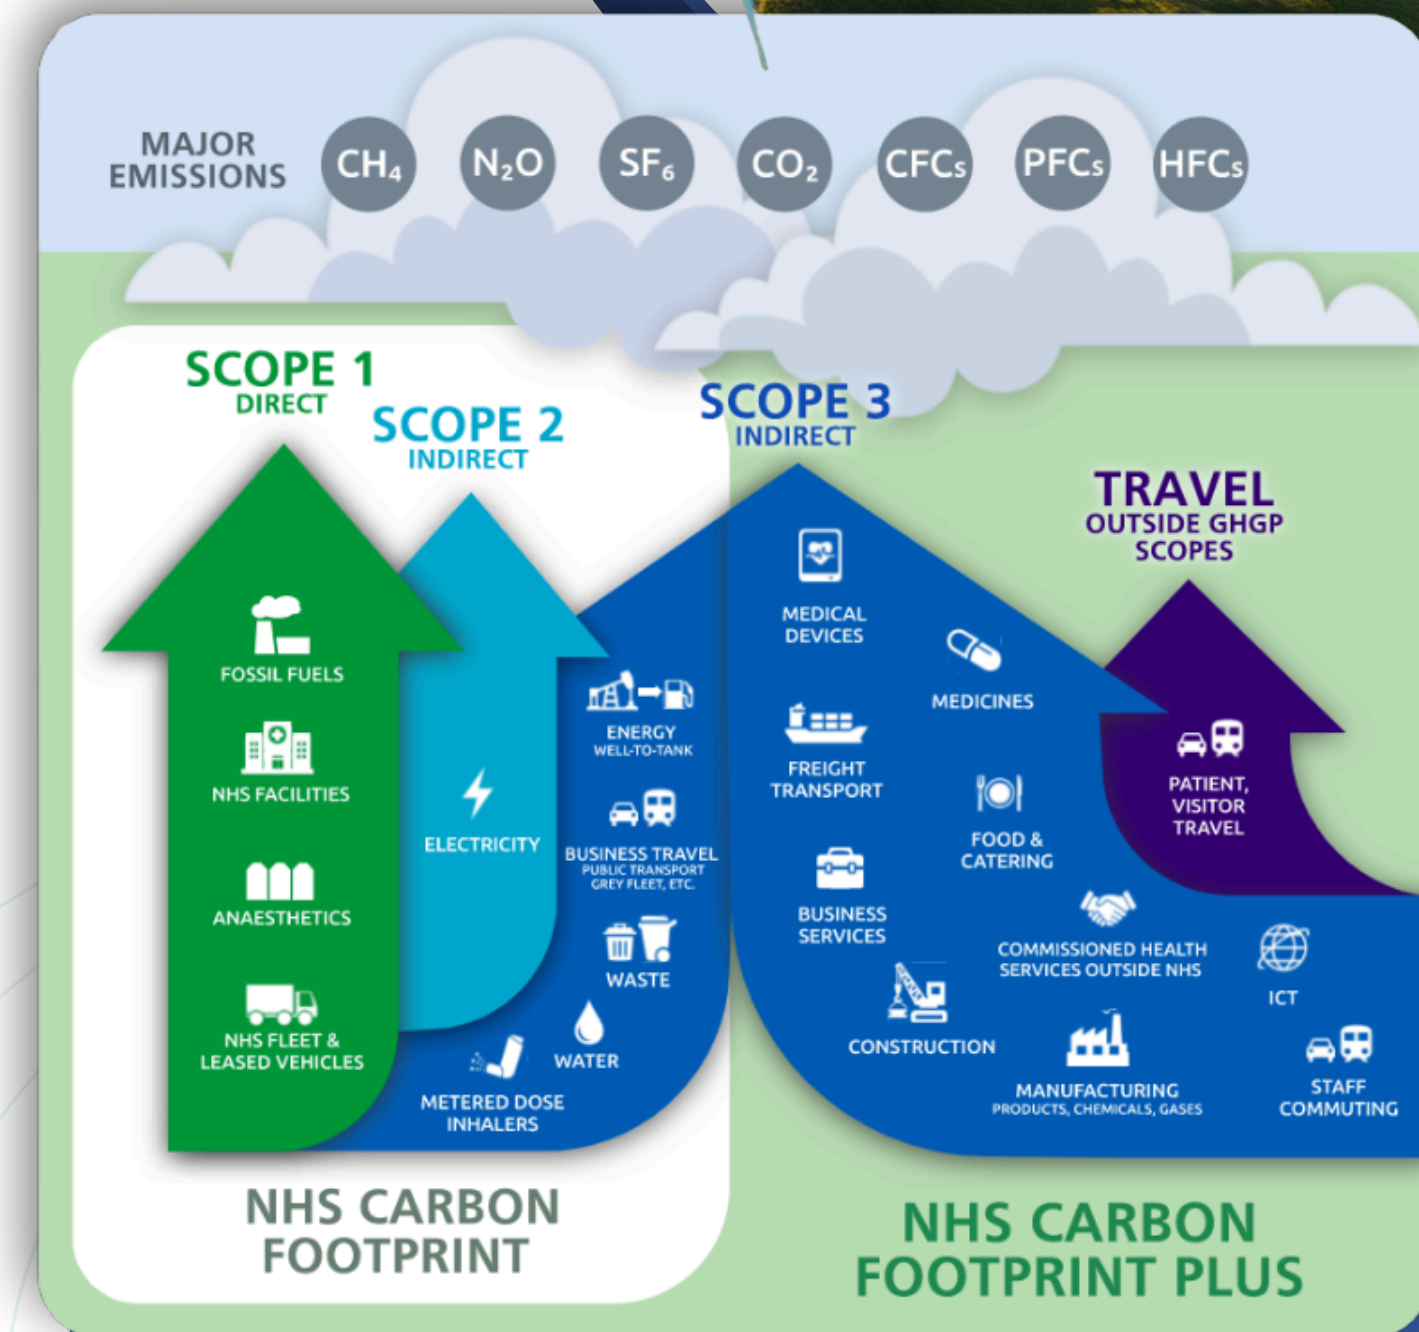 MAJOR
EMISSIONS
CH₄
N₂O
SF₆
CO₂
CFCs
PFCs
HFCs
SCOPE 1
DIRECT
FOSSIL FUELS
NHS FACILITIES
ANAESTHETICS
NHS FLEET &
LEASED VEHICLES
SCOPE 2
INDIRECT
ELECTRICITY
SCOPE 3
INDIRECT
ENERGY
WELL-TO-TANK
BUSINESS TRAVEL
PUBLIC TRANSPORT
GREY FLEET, ETC.
WASTE
WATER
METERED DOSE
INHALERS
MEDICAL
DEVICES
MEDICINES
FREIGHT
TRANSPORT
FOOD &
CATERING
BUSINESS
SERVICES
COMMISSIONED HEALTH
SERVICES OUTSIDE NHS
ICT
CONSTRUCTION
MANUFACTURING
PRODUCTS, CHEMICALS, GASES
STAFF
COMMUTING
TRAVEL
OUTSIDE GHGP
SCOPES
PATIENT,
VISITOR
TRAVEL
NHS CARBON
FOOTPRINT
NHS CARBON
FOOTPRINT PLUS